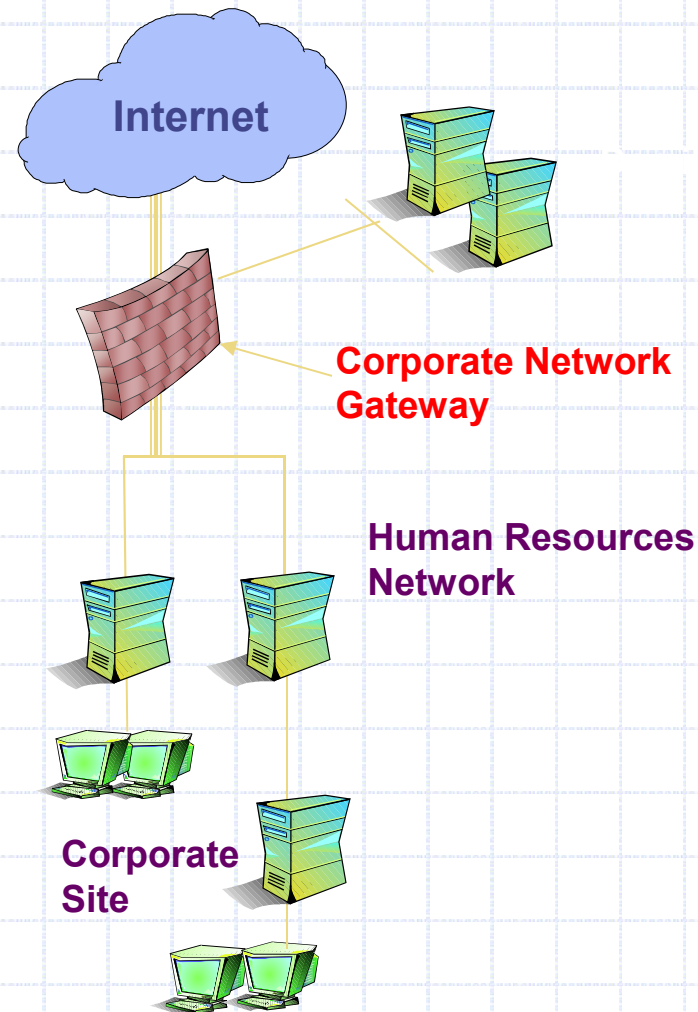 Internet
Corporate Network
Gateway
Human Resources
Network
Corporate
Site